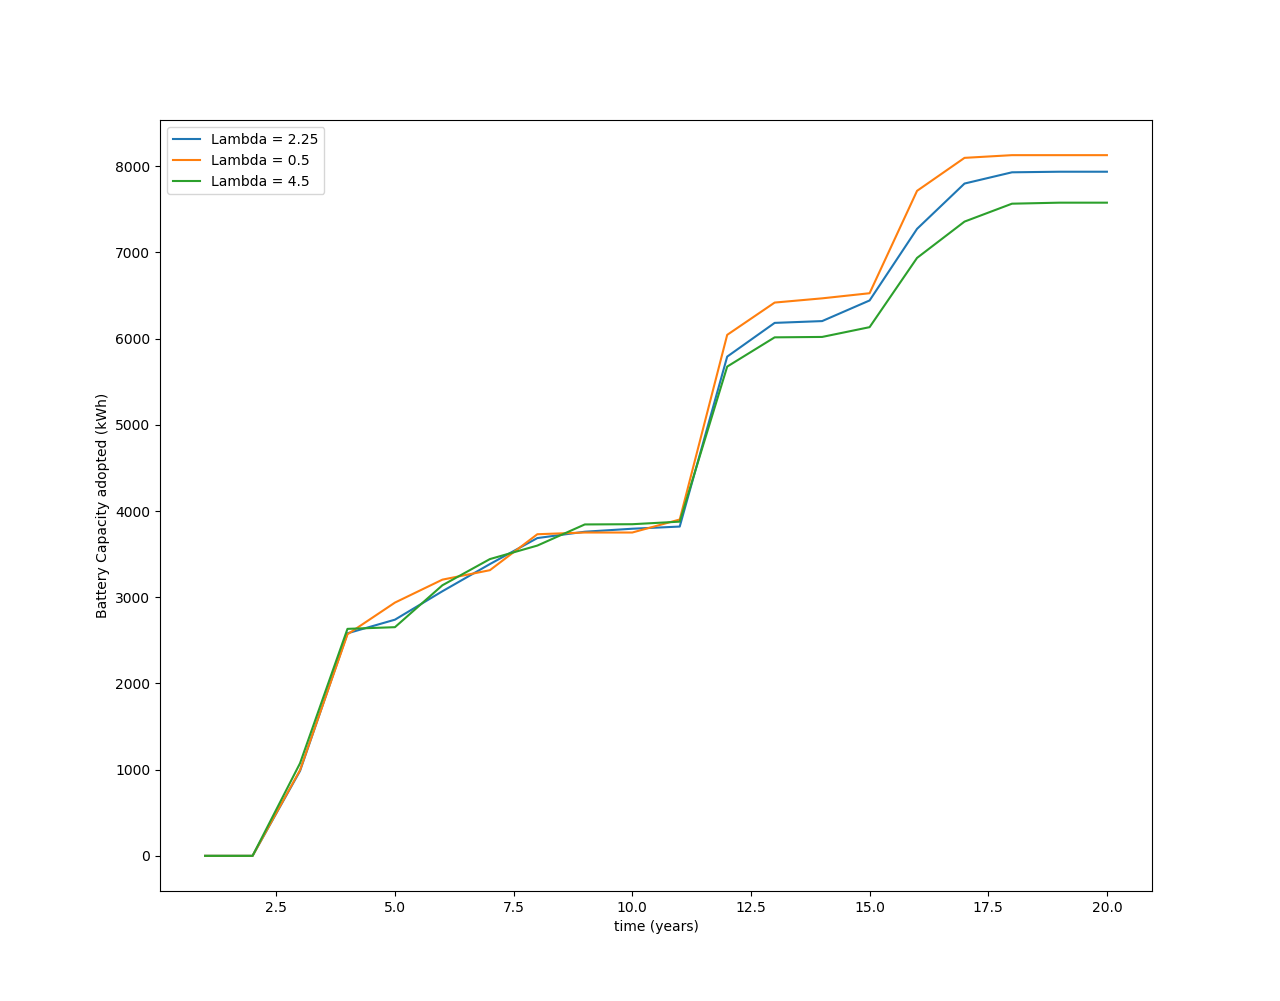 Lambda = 2.25
Lambda = 0.5
Lambda = 4.5
8000
7000
6000
5000
4000
3000
2000
1000
0
Battery Capacity adopted (kWh)
2.5 5.0 7.5 10.0 12.5 15.0 17.5 20.0
time (years)